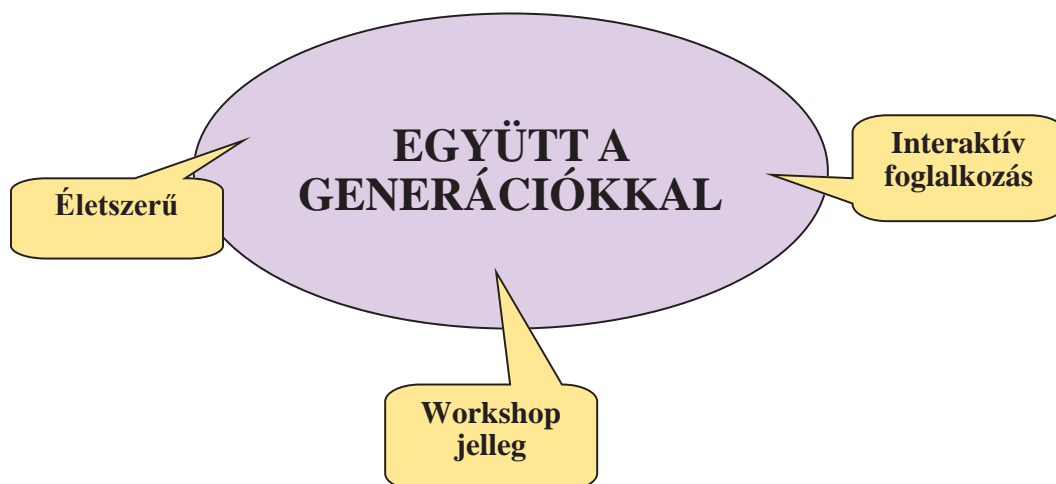 EGYÜTT A
GENERÁCIÓKKAL
Interaktív
foglalkozás
Életszerű
Workshop
jelleg